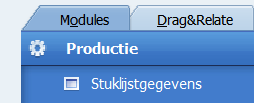 Modules Drag&Relate
Productie
Stuklijstgegevens